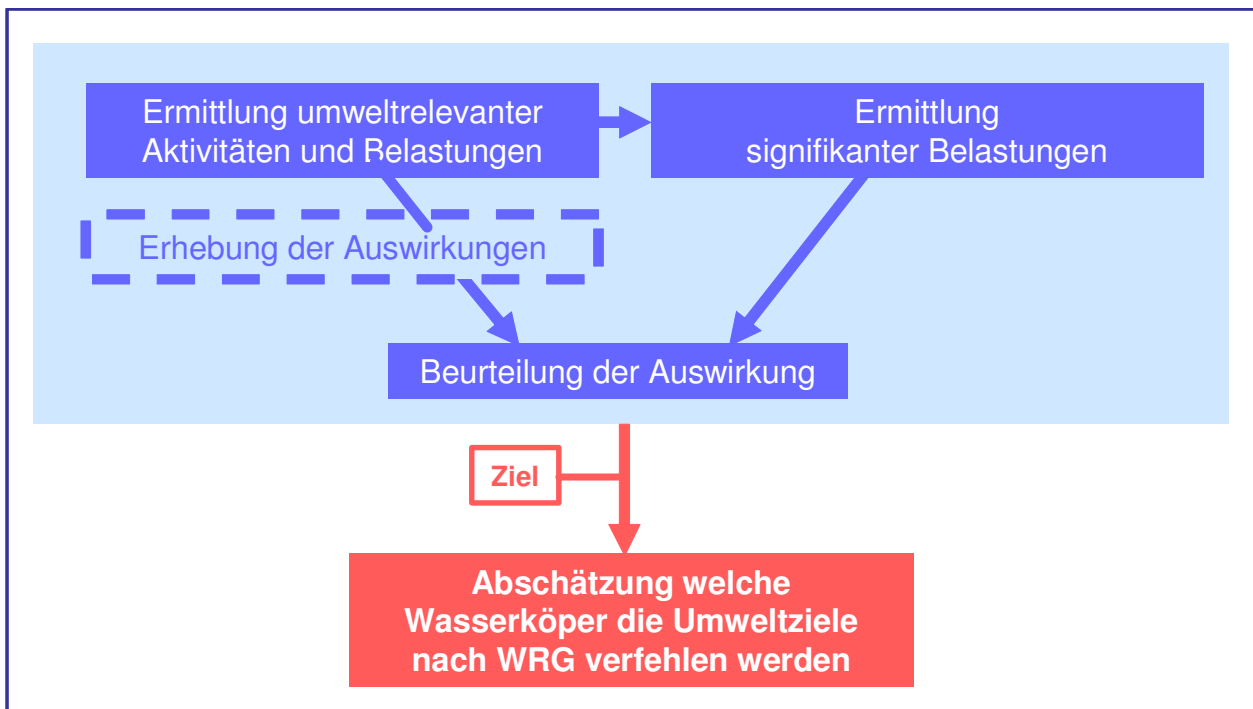 Ermittlung umweltrelevanter
Aktivitäten und Belastungen
Ermittlung
signifikanter Belastungen
Erhebung der Auswirkungen
Beurteilung der Auswirkung
Ziel
Abschätzung welche
Wasserköper die Umweltziele
nach WRG verfehlen werden